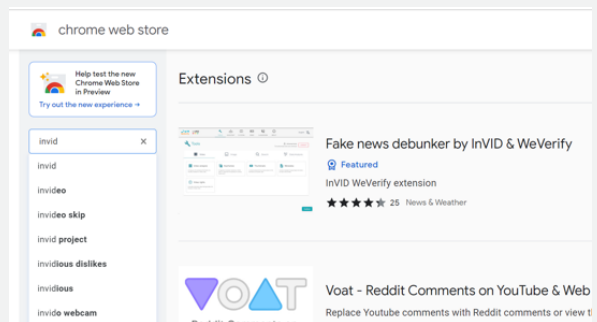 chrome web store
Help test the new
Chrome Web Store
in Preview
Try out the new experience →
invid
invid
invideo
invideo skip
invid project
invidious dislikes
invidious
invido webcam
Extensions
Fake news debunker by InVID & WeVerify
Featured
InVID WeVerify extension
25 News & Weather
VOAT
Voat - Reddit Comments on YouTube & Web
Replace Youtube comments with Reddit comments or view